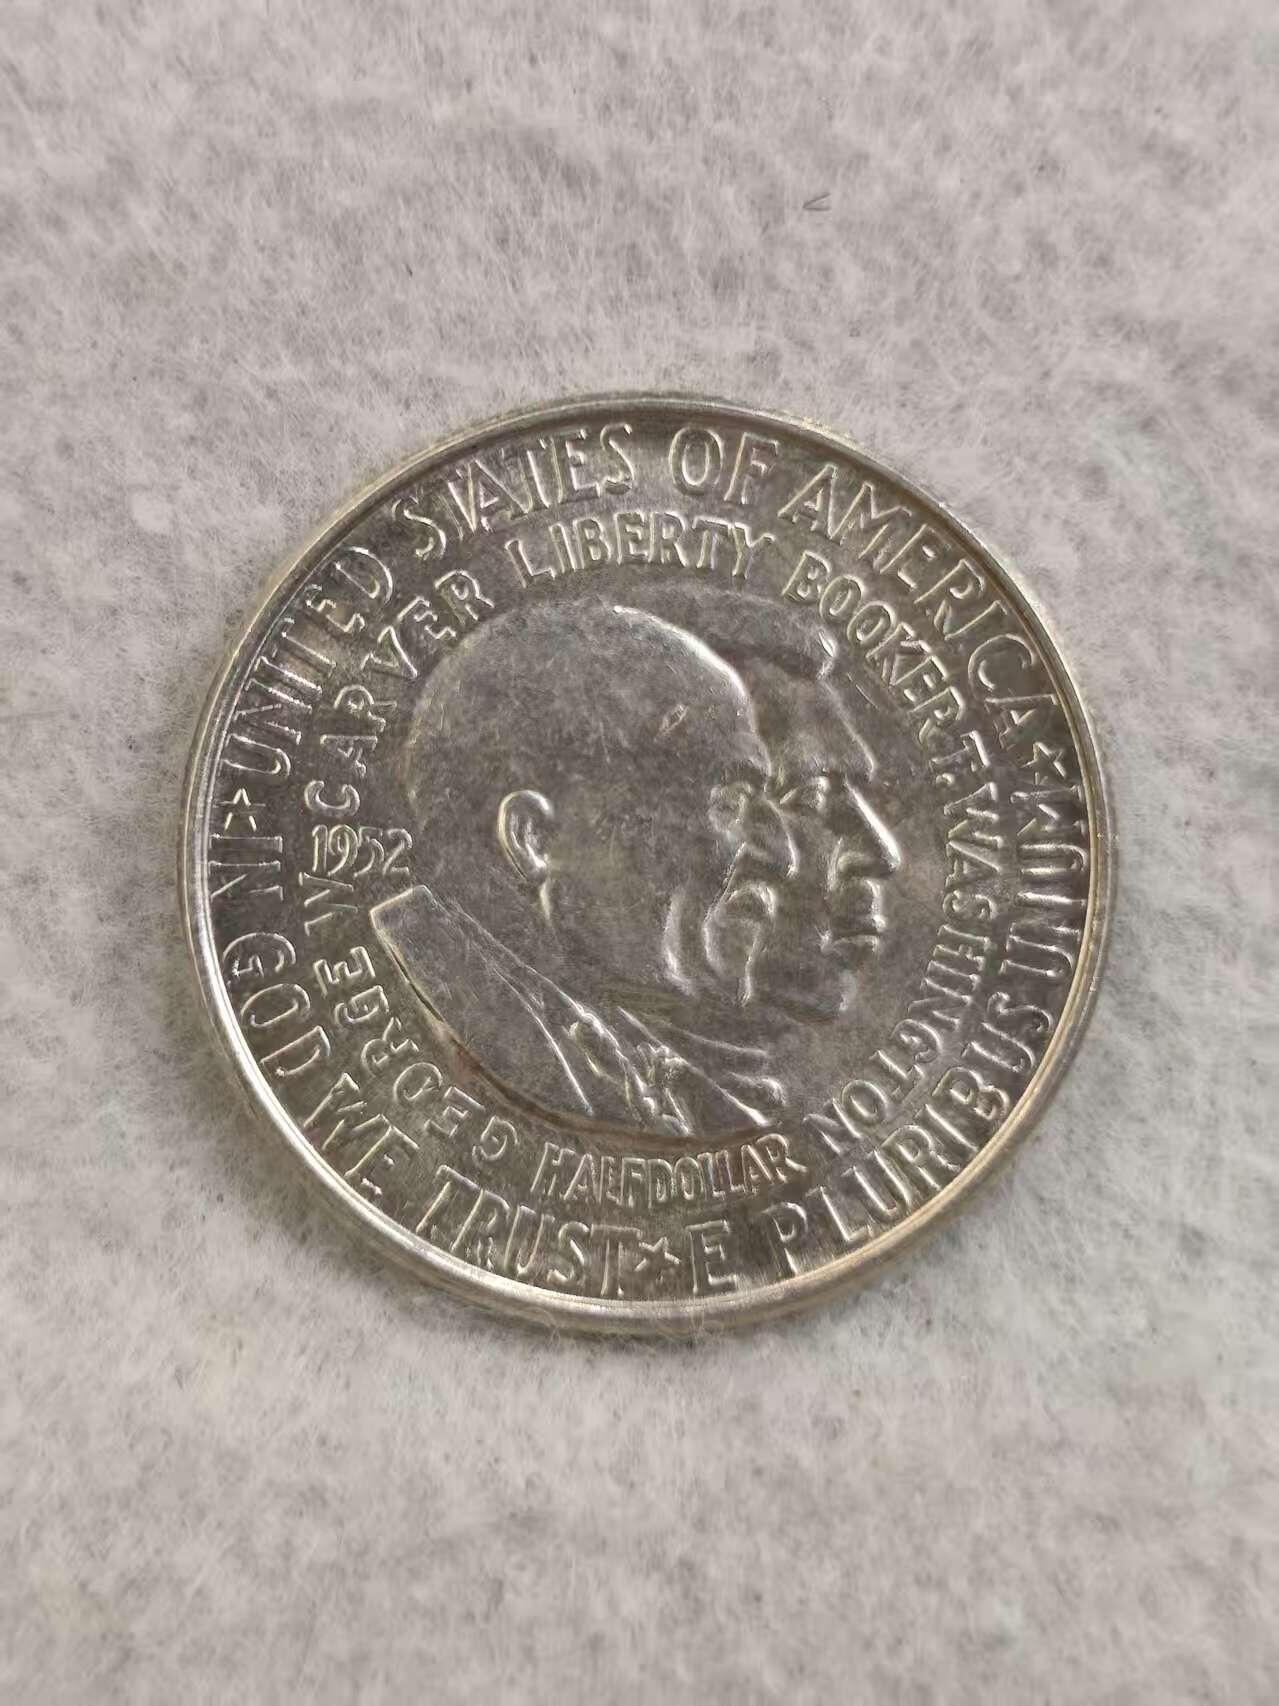 UNITED STATES OF AMERICA
E PLURIBUS UNUM
IN GOD WE TRUST
GEORGE W. CARVER
LIBERTY
BOOKER T. WASHINGTON
1952
HALF DOLLAR